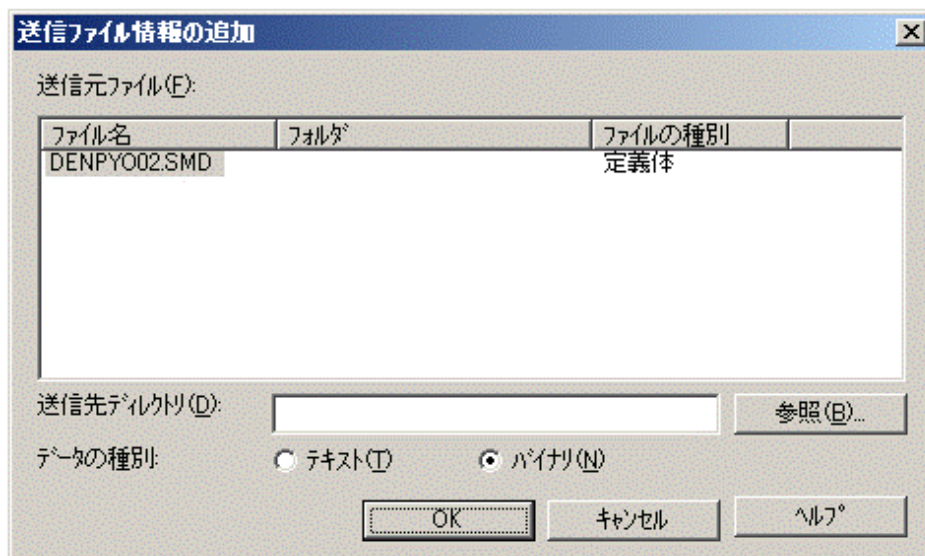 送信ファイル情報の追加
送信元ファイル(F):
ファイル名 フォルダ ファイルの種別
DENPYO02.SMD 定義体
送信先ディレクトリ(D): 参照(B)...
データの種別: テキスト(T) バイナリ(N)
OK キャンセル ヘルプ